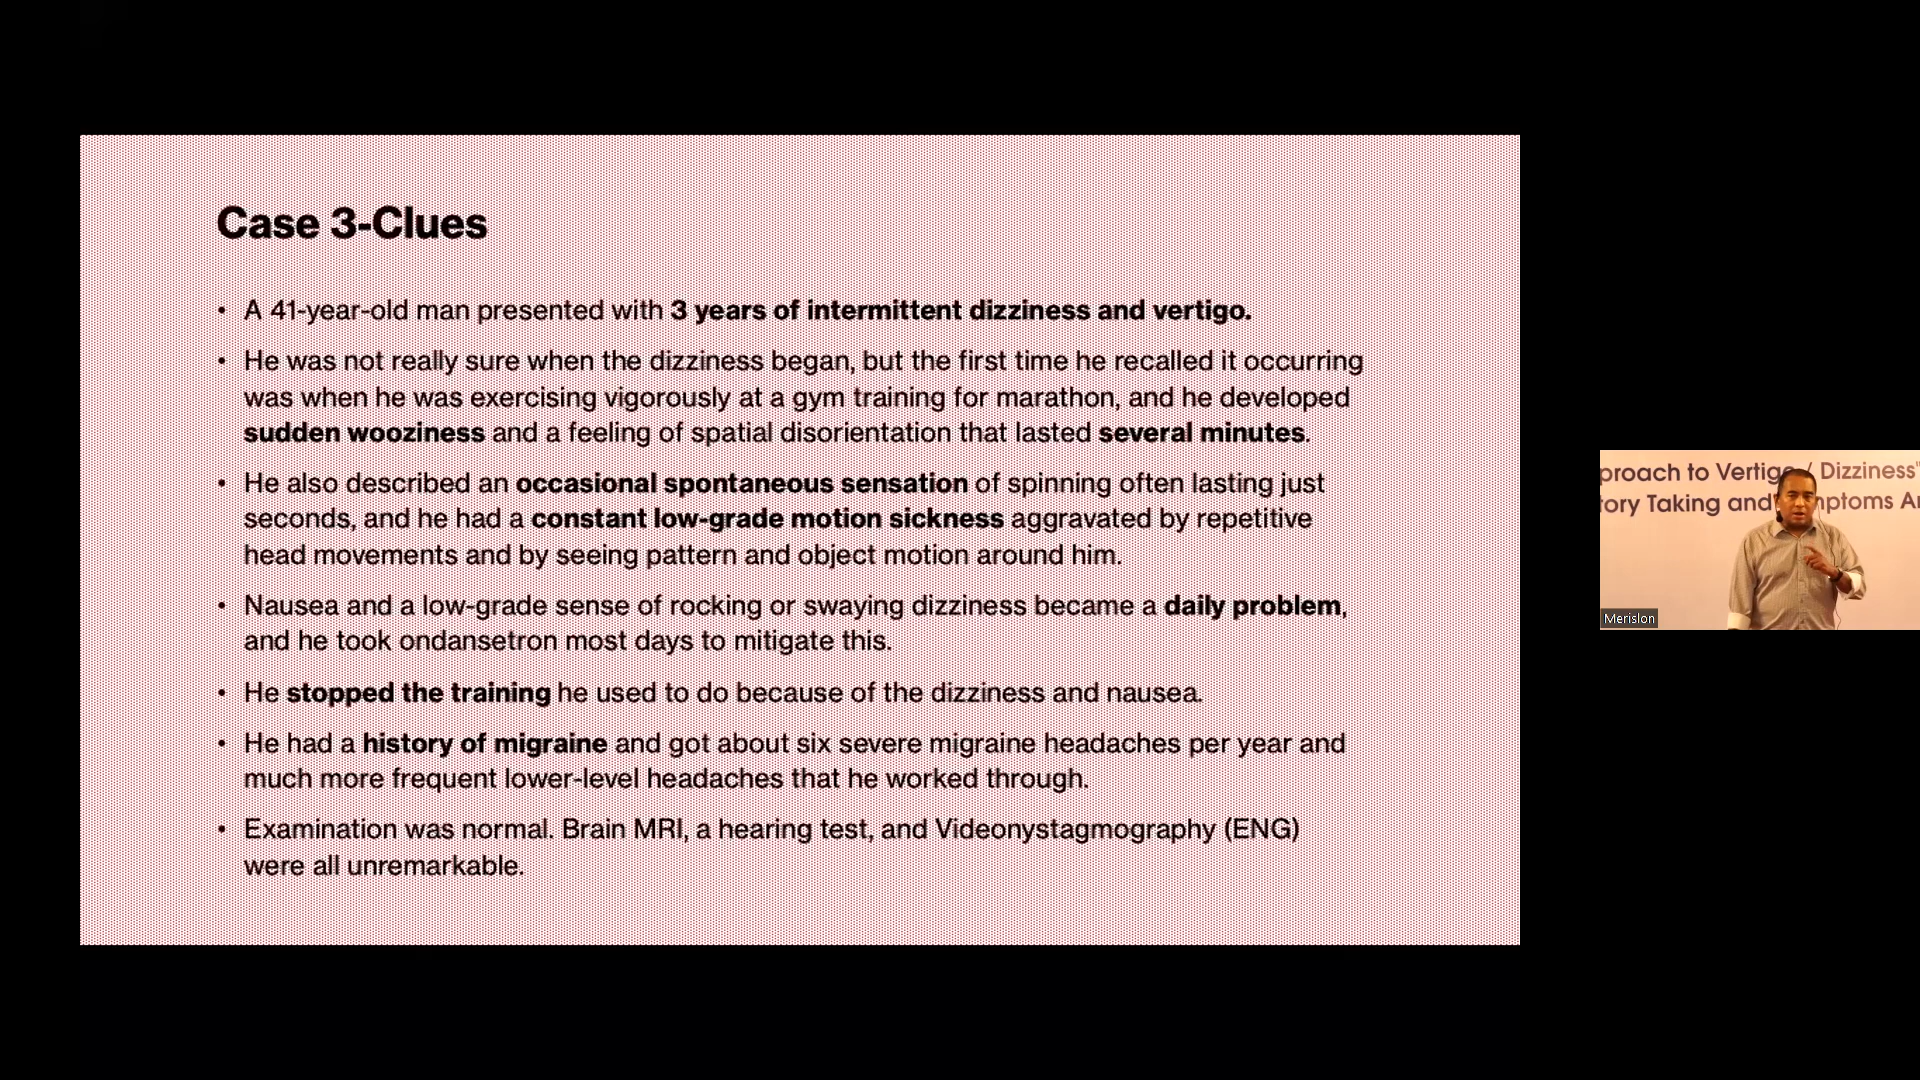 Case 3-Clues
• A 41-year-old man presented with 3 years of intermittent dizziness and vertigo.
• He was not really sure when the dizziness began, but the first time he recalled it occurring
was when he was exercising vigorously at a gym training for marathon, and he developed
sudden wooziness and a feeling of spatial disorientation that lasted several minutes.
• He also described an occasional spontaneous sensation of spinning often lasting just
seconds, and he had a constant low-grade motion sickness aggravated by repetitive
head movements and by seeing pattern and object motion around him.
• Nausea and a low-grade sense of rocking or swaying dizziness became a daily problem,
and he took ondansetron most days to mitigate this.
• He stopped the training he used to do because of the dizziness and nausea.
• He had a history of migraine and got about six severe migraine headaches per year and
much more frequent lower-level headaches that he worked through.
• Examination was normal. Brain MRI, a hearing test, and Videonystagmography (ENG)
were all unremarkable.
proach to Vertigo / Dizziness"
tory Taking and mptoms A
Merislon